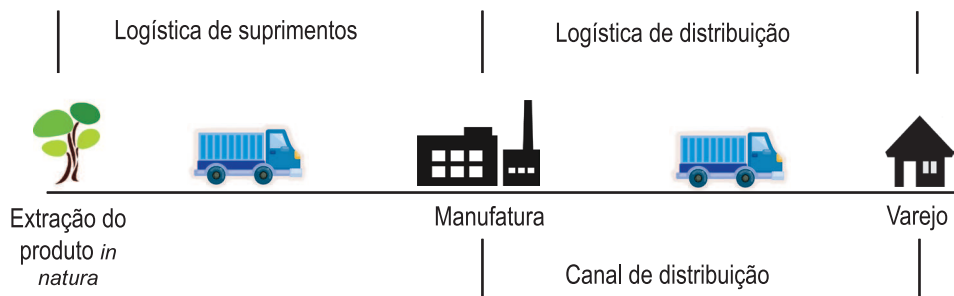 Logística de suprimentos
Logística de distribuição
Extração do
produto in
natura
Manufatura
Varejo
Canal de distribuição